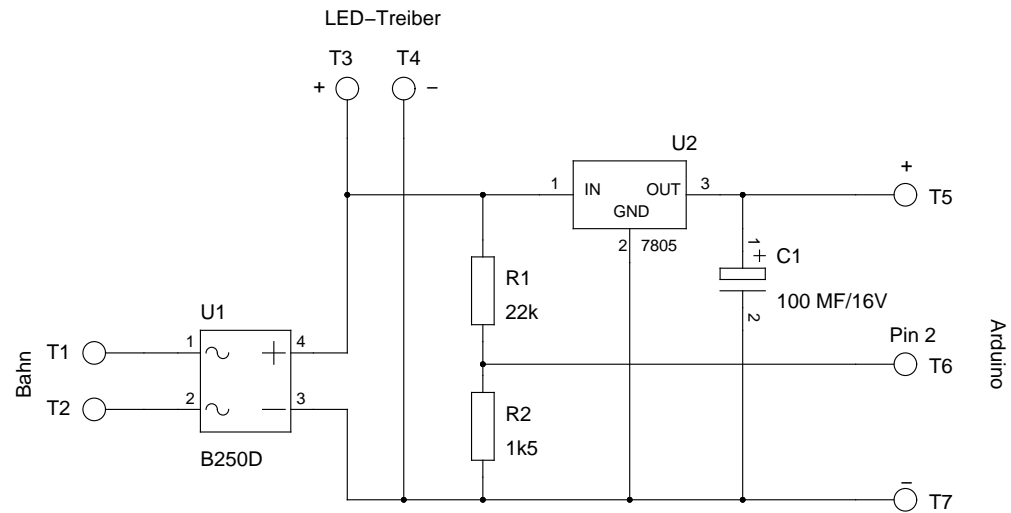 LED−Treiber
T3 T4
+ −
U2
+
1 IN OUT 3
T5
GND
2 7805
1 + C1
R1
22k
100 MF/16V
2
U1
Pin 2
Arduino
T1 1 + 4
T6
Bahn
T2 2 − 3
R2
1k5
B250D
−
T7